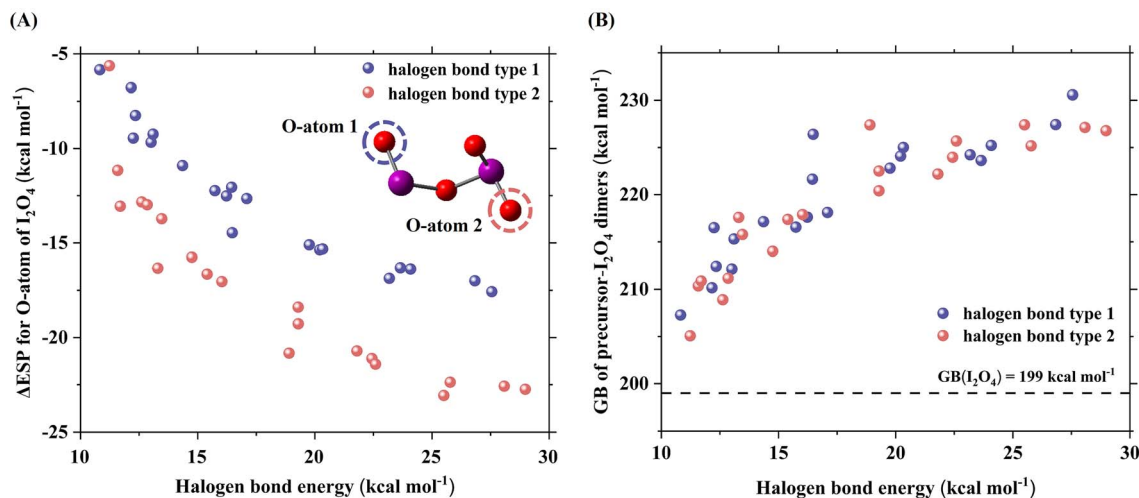 (A)
-5
-10
-15
-20
-25
10
15
20
25
30
ΔESP for O-atom of I₂O₄ (kcal mol⁻¹)
Halogen bond energy (kcal mol⁻¹)
halogen bond type 1
halogen bond type 2
O-atom 1
O-atom 2
(B)
230
220
210
200
10
15
20
25
30
GB of precursor-I₂O₄ dimers (kcal mol⁻¹)
Halogen bond energy (kcal mol⁻¹)
halogen bond type 1
halogen bond type 2
GB(I₂O₄) = 199 kcal mol⁻¹